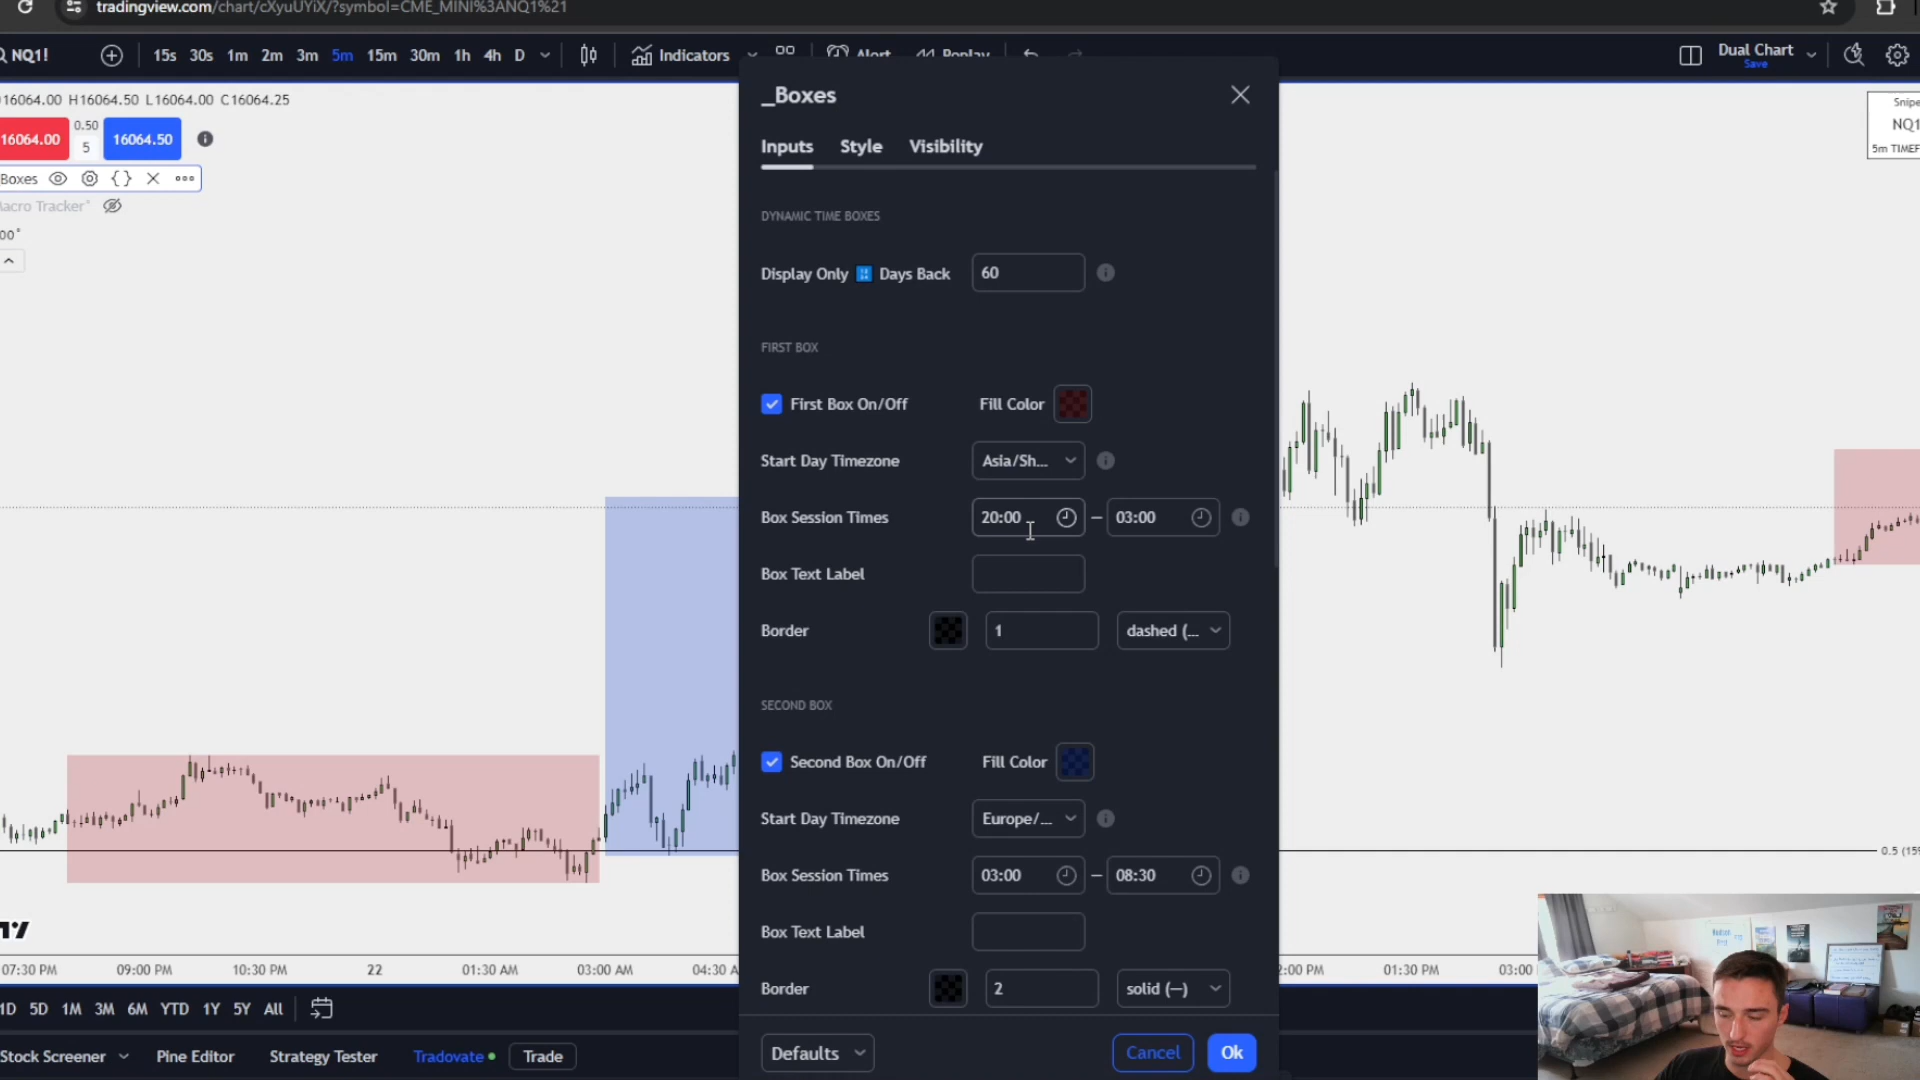 tradingview.com/chart/cXyuUYiX/?symbol=CME_MINI%3ANQ1%21
NQ1! 15s 30s 1m 2m 3m 5m 15m 30m 1h 4h D Indicators Alert Replay Dual Chart
Save
16064.00 H16064.50 L16064.00 C16064.25
16064.00 0.50 5 16064.50
Boxes
acro Tracker
00
_Boxes
Inputs Style Visibility
DYNAMIC TIME BOXES
Display Only Days Back 60
FIRST BOX
First Box On/Off Fill Color
Start Day Timezone Asia/Sh...
Box Session Times 20:00 – 03:00
Box Text Label
Border 1 dashed (...
SECOND BOX
Second Box On/Off Fill Color
Start Day Timezone Europe/...
Box Session Times 03:00 – 08:30
Box Text Label
Border 2 solid (—)
Defaults Cancel Ok
Snipe
NQ1
5m TIMEF
0.5 (15
07:30 PM 09:00 PM 10:30 PM 22 01:30 AM 03:00 AM 04:30 A 2:00 PM 01:30 PM 03:00
1D 5D 1M 3M 6M YTD 1Y 5Y All
Stock Screener Pine Editor Strategy Tester Tradovate Trade